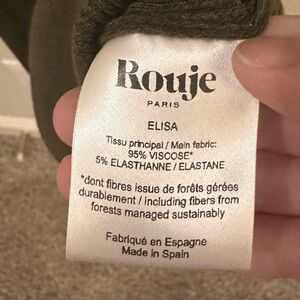 Rouje
PARIS
ELISA
Tissu principal / Main fabric:
95% VISCOSE*
5% ELASTHANNE / ELASTANE
*dont fibres issue de forêts gérées
durablement / including fibers from
forests managed sustainably
Fabriqué en Espagne
Made in Spain